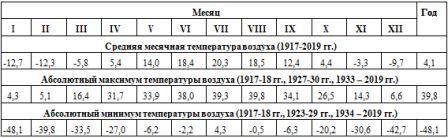 Месяц Год
I II III IV V VI VII VIII IX X XI XII
Средняя месячная температура воздуха (1917-2019 гг.)
-12,7 -12,3 -5,8 5,4 14,0 18,4 20,3 18,5 12,4 4,4 -3,3 -9,7 4,1
Абсолютный максимум температуры воздуха (1917-18 гг., 1927-30 гг., 1933 – 2019 гг.)
4,3 5,1 16,4 31,7 33,9 38,0 39,3 39,8 34,1 26,5 14,3 6,6 39,8
Абсолютный минимум температуры воздуха (1917-18 гг., 1923-29 гг., 1934 – 2019 гг.)
-48,1 -39,8 -33,5 -27,0 -6,2 -2,2 4,3 -0,5 -6,3 -20,2 -30,6 -42,7 -48,1